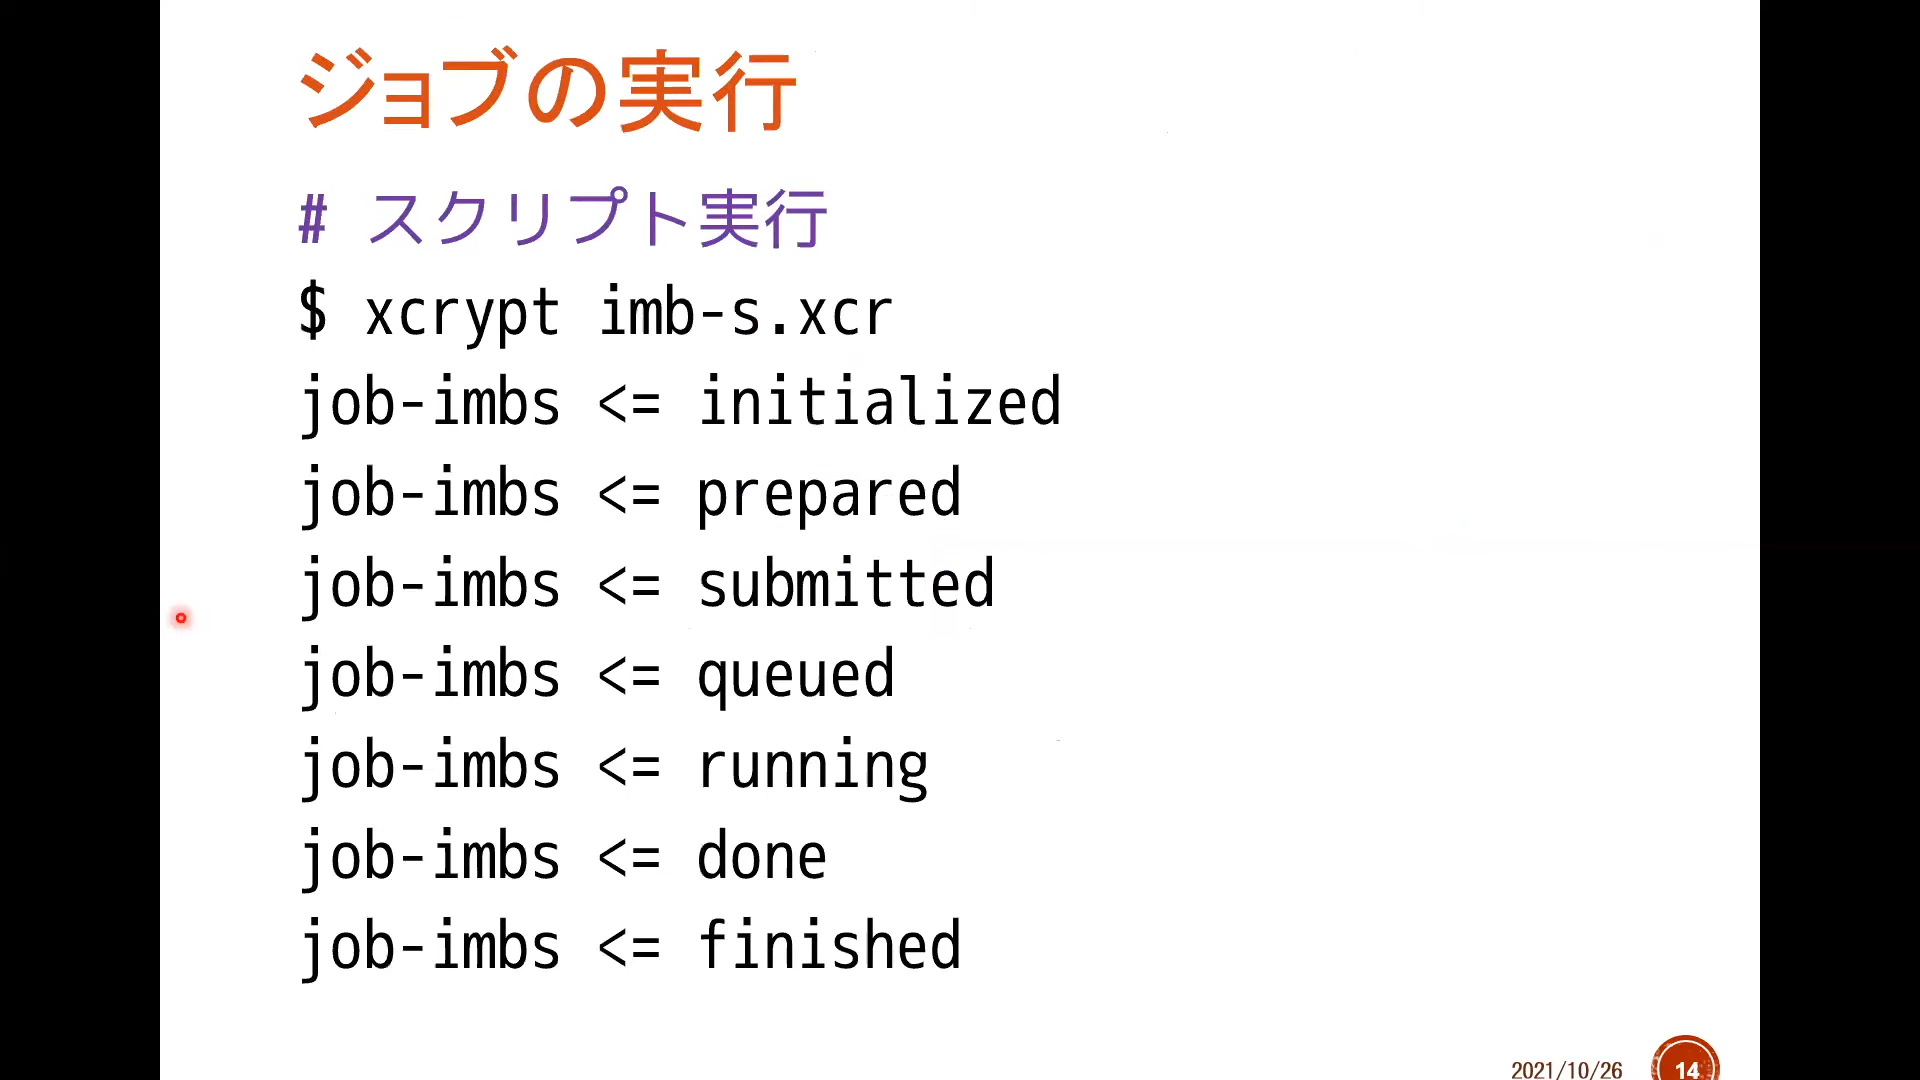 ジョブの実行
# スクリプト実行
$ xcrypt imb-s.xcr
job-imbs <= initialized
job-imbs <= prepared
job-imbs <= submitted
job-imbs <= queued
job-imbs <= running
job-imbs <= done
job-imbs <= finished
2021/10/26
14